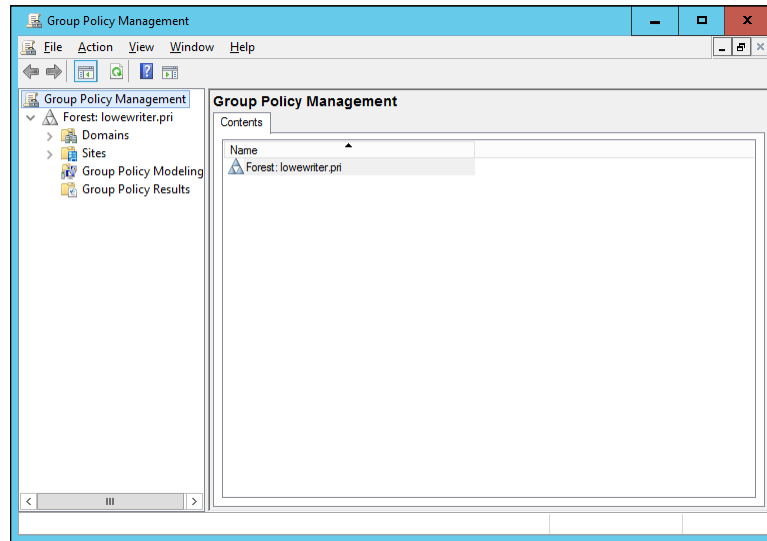 Group Policy Management
File Action View Window Help
Group Policy Management
Forest: lowewriter.pri
Domains
Sites
Group Policy Modeling
Group Policy Results
Group Policy Management
Contents
Name
Forest: lowewriter.pri